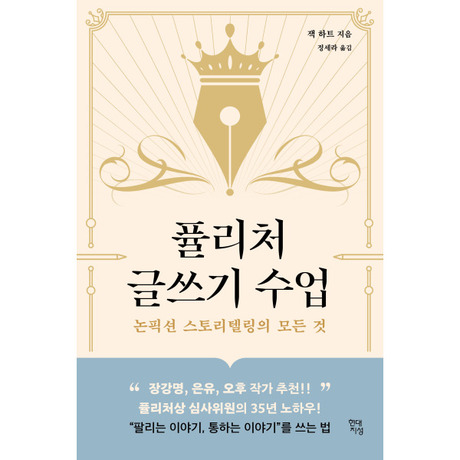 잭 하트 지음
정세라 옮김
퓰리처
글쓰기 수업
논픽션 스토리텔링의 모든 것
“ 장강명, 은유, 오후 작가 추천!! ”
퓰리처상 심사위원의 35년 노하우!
“팔리는 이야기, 통하는 이야기”를 쓰는 법
현대
지성